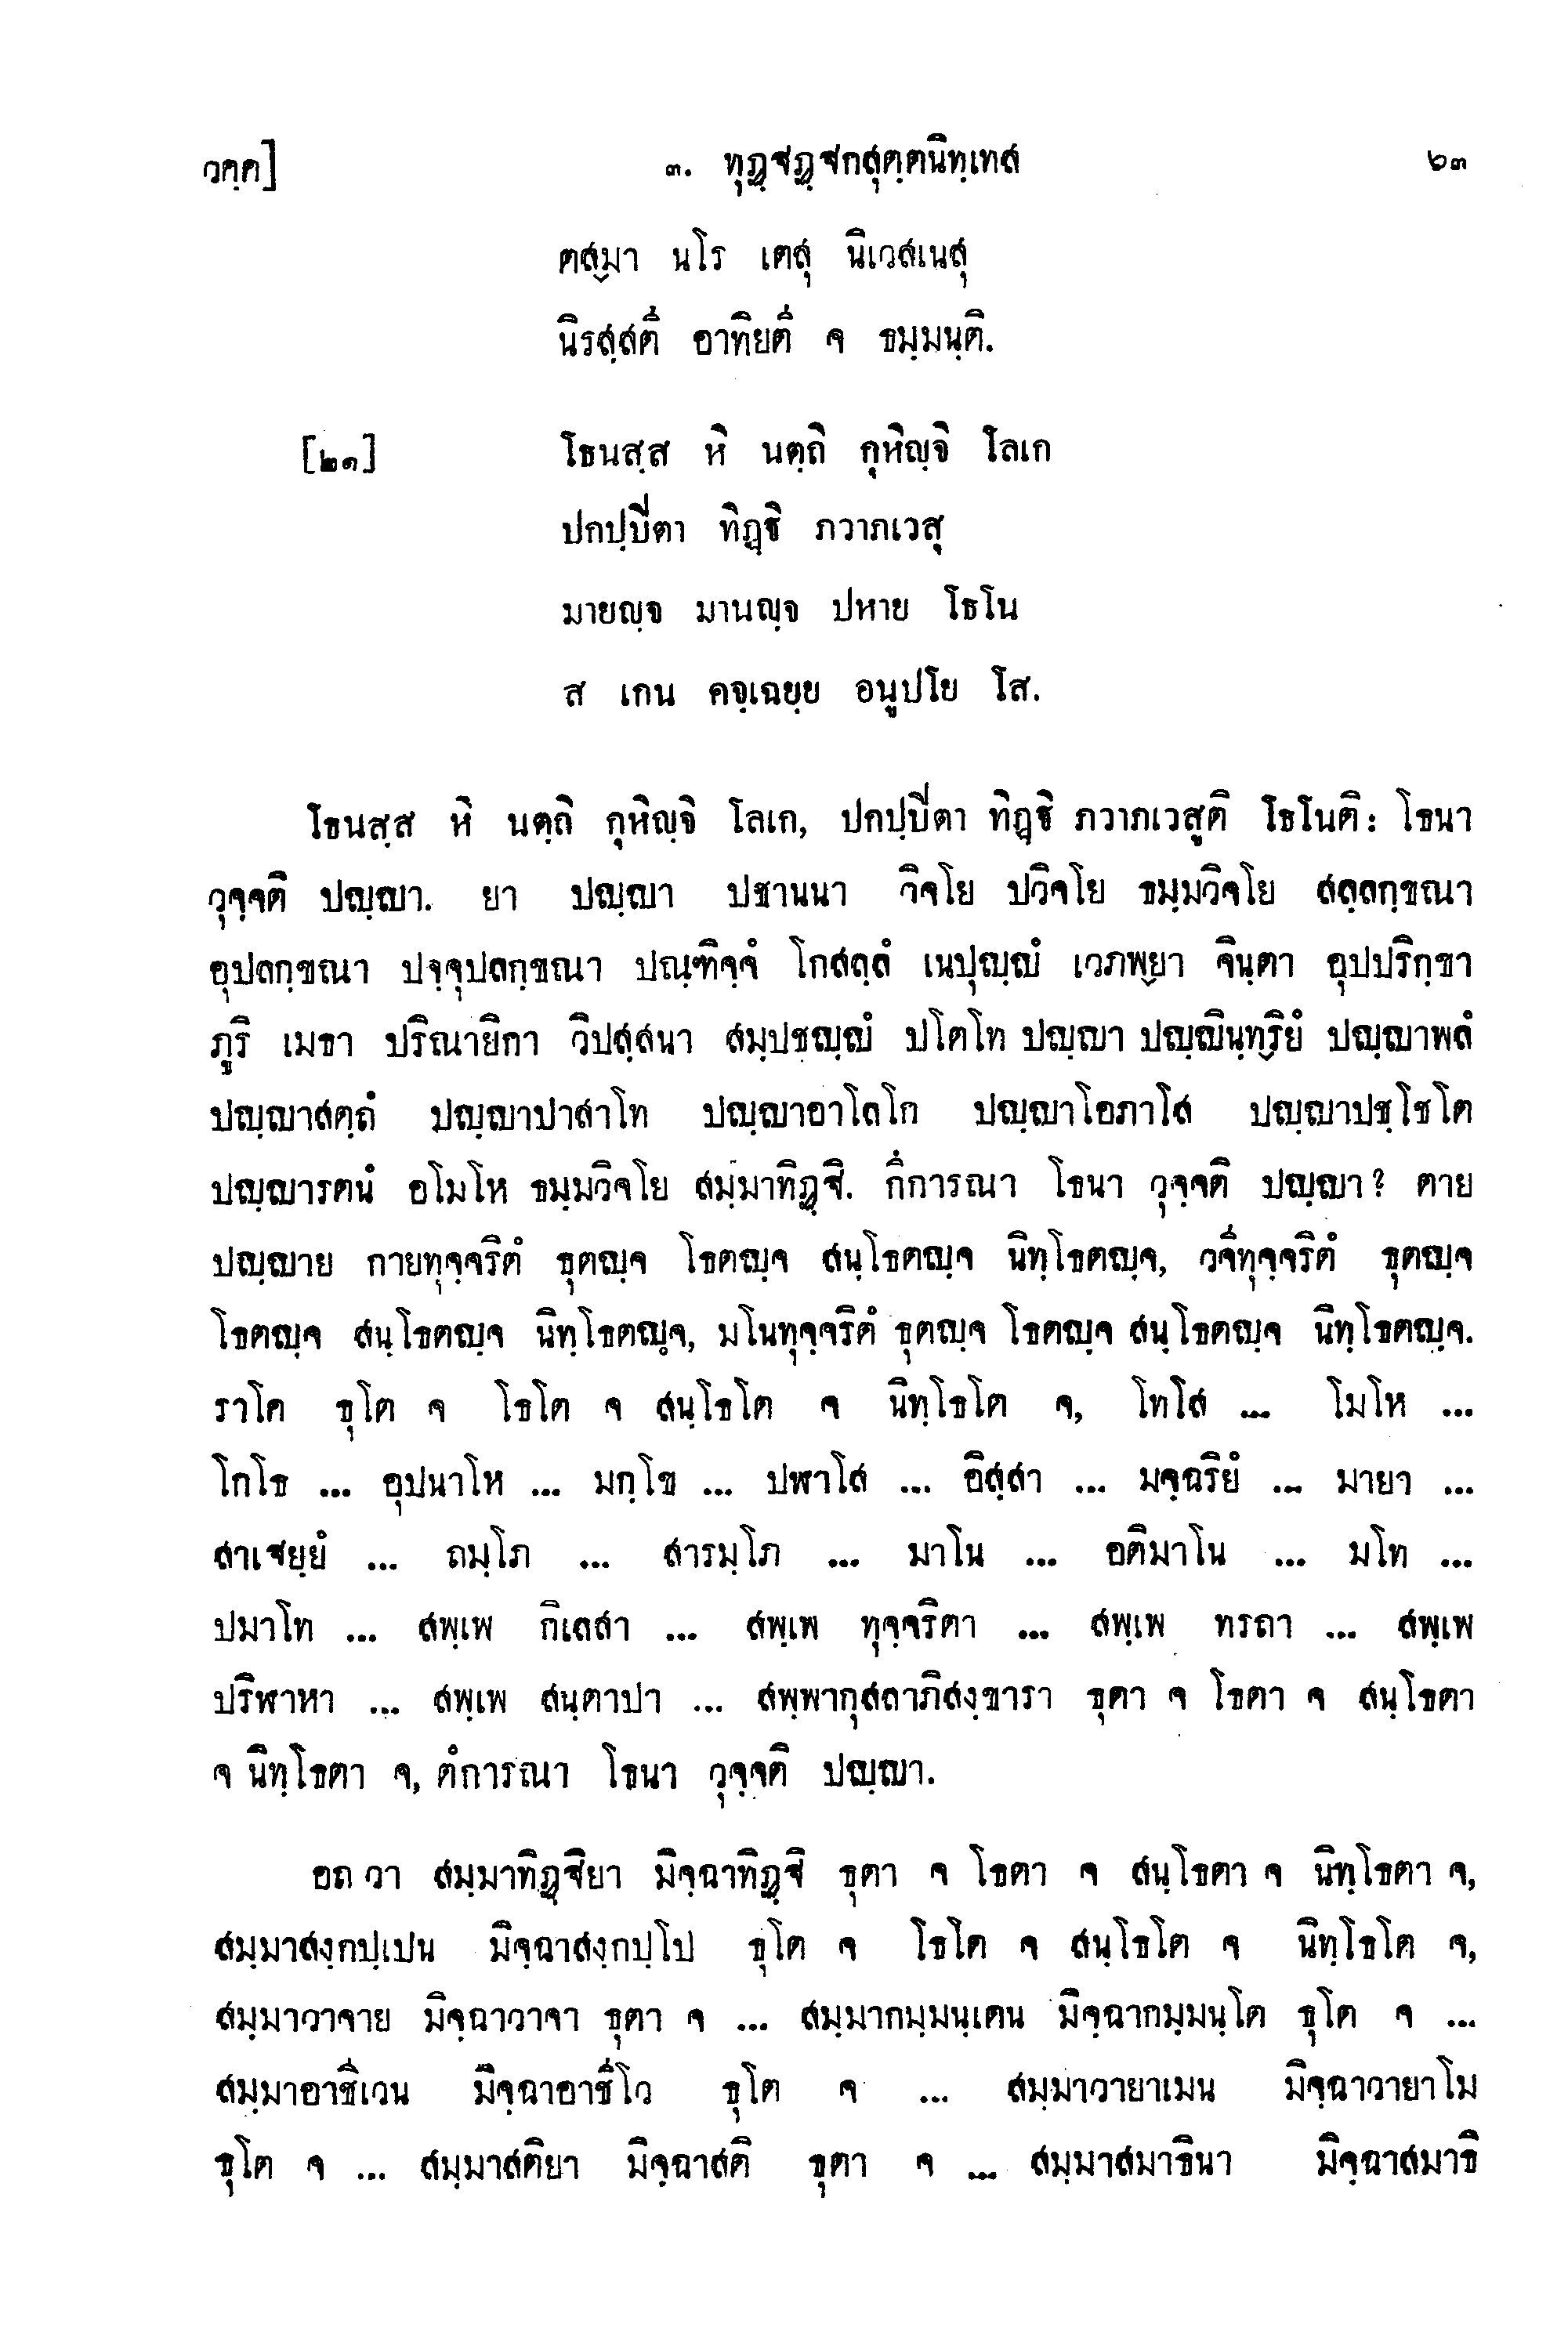 วคฺค]
๓. ทุฏฺฐฏฺฐกสุตฺตนิทฺเทส
๖๓
ตสฺมา นโร เตสุ นิเวสเนสุ
นิรสฺสตี อาทิยตี จ ธมฺมนฺติ.
[๒๑] โธนสฺส หิ นตฺถิ กุหิญฺจิ โลเก
ปกปฺปิตา ทิฏฺฐิ ภวาภเวสุ
มายญฺจ มานญฺจ ปหาย โธโน
ส เกน คจฺเฉยฺย อนูปโย โส.
โธนสฺส หิ นตฺถิ กุหิญฺจิ โลเก, ปกปฺปิตา ทิฏฺฐิ ภวาภเวสูติ โธโนติ: โธนา
วุจฺจติ ปญฺญา. ยา ปญฺญา ปชานนา วิจโย ปวิจโย ธมฺมวิจโย สลฺลกฺขณา
อุปลกฺขณา ปจฺจุปลกฺขณา ปณฺฑิจฺจํ โกสลฺลํ เนปุญฺญํ เวภพฺยา จินฺตา อุปปริกฺขา
ภูริ เมธา ปริณายิกา วิปสฺสนา สมฺปชญฺญํ ปโตโท ปญฺญา ปญฺญินฺทฺริยํ ปญฺญาพลํ
ปญฺญาสตฺถํ ปญฺญาปาสาโท ปญฺญาอาโลโก ปญฺญาโอภาโส ปญฺญาปชฺโชโต
ปญฺญารตนํ อโมโห ธมฺมวิจโย สมฺมาทิฏฺฐิ. กึการณา โธนา วุจฺจติ ปญฺญา? ตาย
ปญฺญาย กายทุจฺจริตํ ธุตญฺจ โธตญฺจ สนฺโธตญฺจ นิทฺโธตญฺจ, วจีทุจฺจริตํ ธุตญฺจ
โธตญฺจ สนฺโธตญฺจ นิทฺโธตญฺจ, มโนทุจฺจริตํ ธุตญฺจ โธตญฺจ สนฺโธตญฺจ นิทฺโธตญฺจ.
ราโค ธุโต จ โธโต จ สนฺโธโต จ นิทฺโธโต จ, โทโส ... โมโห ...
โกโธ ... อุปนาโห ... มกฺโข ... ปฬาโส ... อิสฺสา ... มจฺฉริยํ ... มายา ...
สาเฐยฺยํ ... ถมฺโภ ... สารมฺโภ ... มาโน ... อติมาโน ... มโท ...
ปมาโท ... สพฺเพ กิเลสา ... สพฺเพ ทุจฺจริตา ... สพฺเพ ทรถา ... สพฺเพ
ปริฬาหา ... สพฺเพ สนฺตาปา ... สพฺพากุสลาภิสงฺขารา ธุตา จ โธตา จ สนฺโธตา
จ นิทฺโธตา จ, ตํการณา โธนา วุจฺจติ ปญฺญา.
อถ วา สมฺมาทิฏฺฐิยา มิจฺฉาทิฏฺฐิ ธุตา จ โธตา จ สนฺโธตา จ นิทฺโธตา จ,
สมฺมาสงฺกปฺเปน มิจฺฉาสงฺกปฺโป ธุโต จ โธโต จ สนฺโธโต จ นิทฺโธโต จ,
สมฺมาวาจาย มิจฺฉาวาจา ธุตา จ ... สมฺมากมฺมนฺเตน มิจฺฉากมฺมนฺโต ธุโต จ ...
สมฺมาอาชีเวน มิจฺฉาอาชีโว ธุโต จ ... สมฺมาวายาเมน มิจฺฉาวายาโม
ธุโต จ ... สมฺมาสติยา มิจฺฉาสติ ธุตา จ ... สมฺมาสมาธินา มิจฺฉาสมาธิ